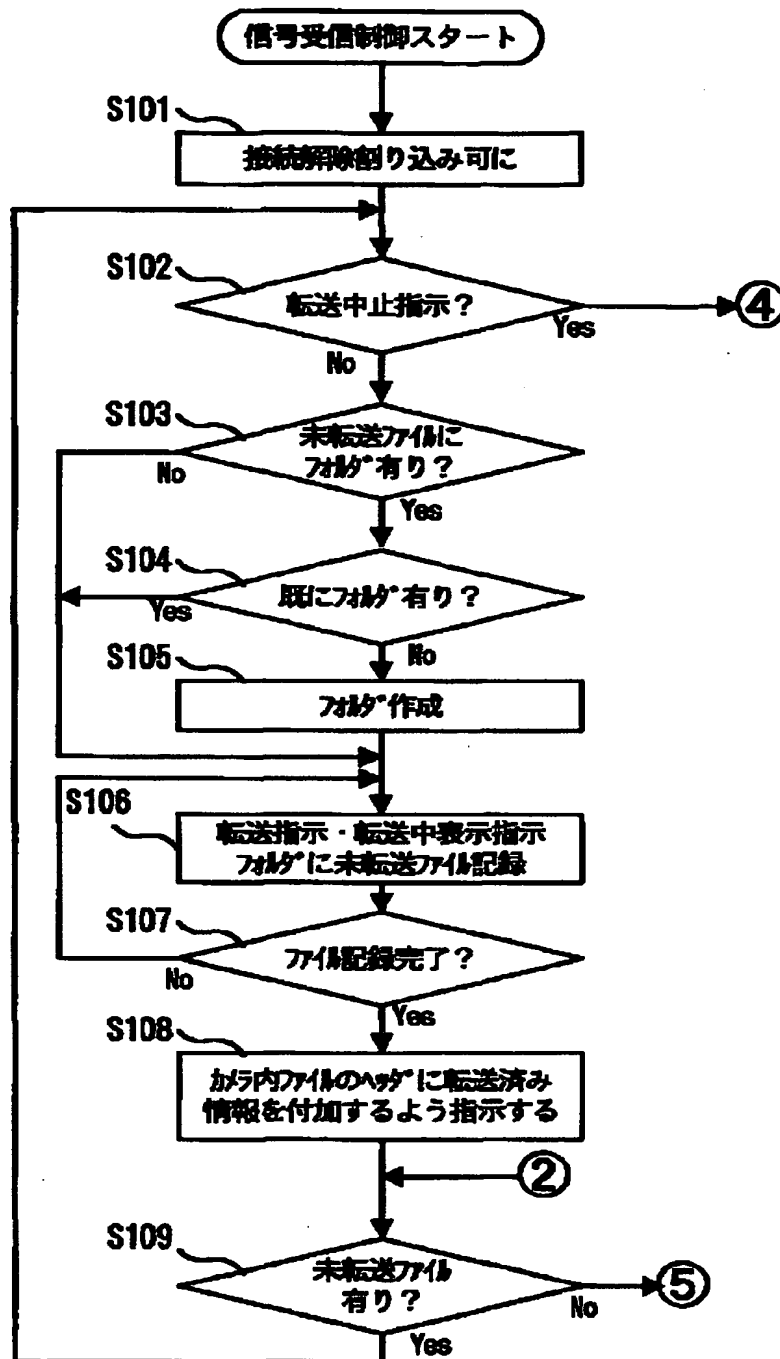 信号受信制御スタート
S101
接続解除割り込み可に
S102
転送中止指示？
Yes
④
No
S103
未転送ファイルに
フォルダ有り？
No
Yes
S104
既にフォルダ有り？
Yes
No
S105
フォルダ作成
S106
転送指示・転送中表示指示
フォルダに未転送ファイル記録
S107
ファイル記録完了？
No
Yes
S108
カメラ内ファイルのヘッダに転送済み
情報を付加するよう指示する
②
S109
未転送ファイル
有り？
No
⑤
Yes